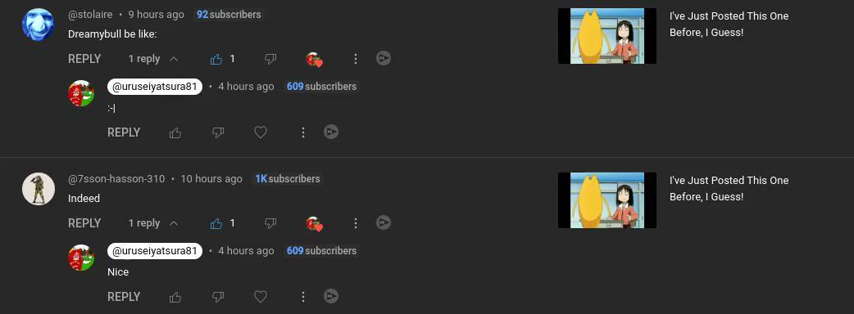 @stolaire • 9 hours ago 92 subscribers
Dreamybull be like:
REPLY 1 reply 1
@uruseiyatsura81 • 4 hours ago 609 subscribers
:-|
REPLY
I've Just Posted This One
Before, I Guess!
@7sson-hasson-310 • 10 hours ago 1K subscribers
Indeed
REPLY 1 reply 1
@uruseiyatsura81 • 4 hours ago 609 subscribers
Nice
REPLY
I've Just Posted This One
Before, I Guess!